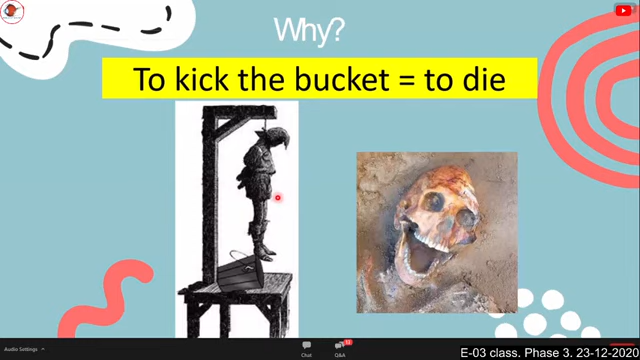 Why?
To kick the bucket = to die
Audio Settings
Chat
Q&A
E-03 class. Phase 3. 23-12-2020